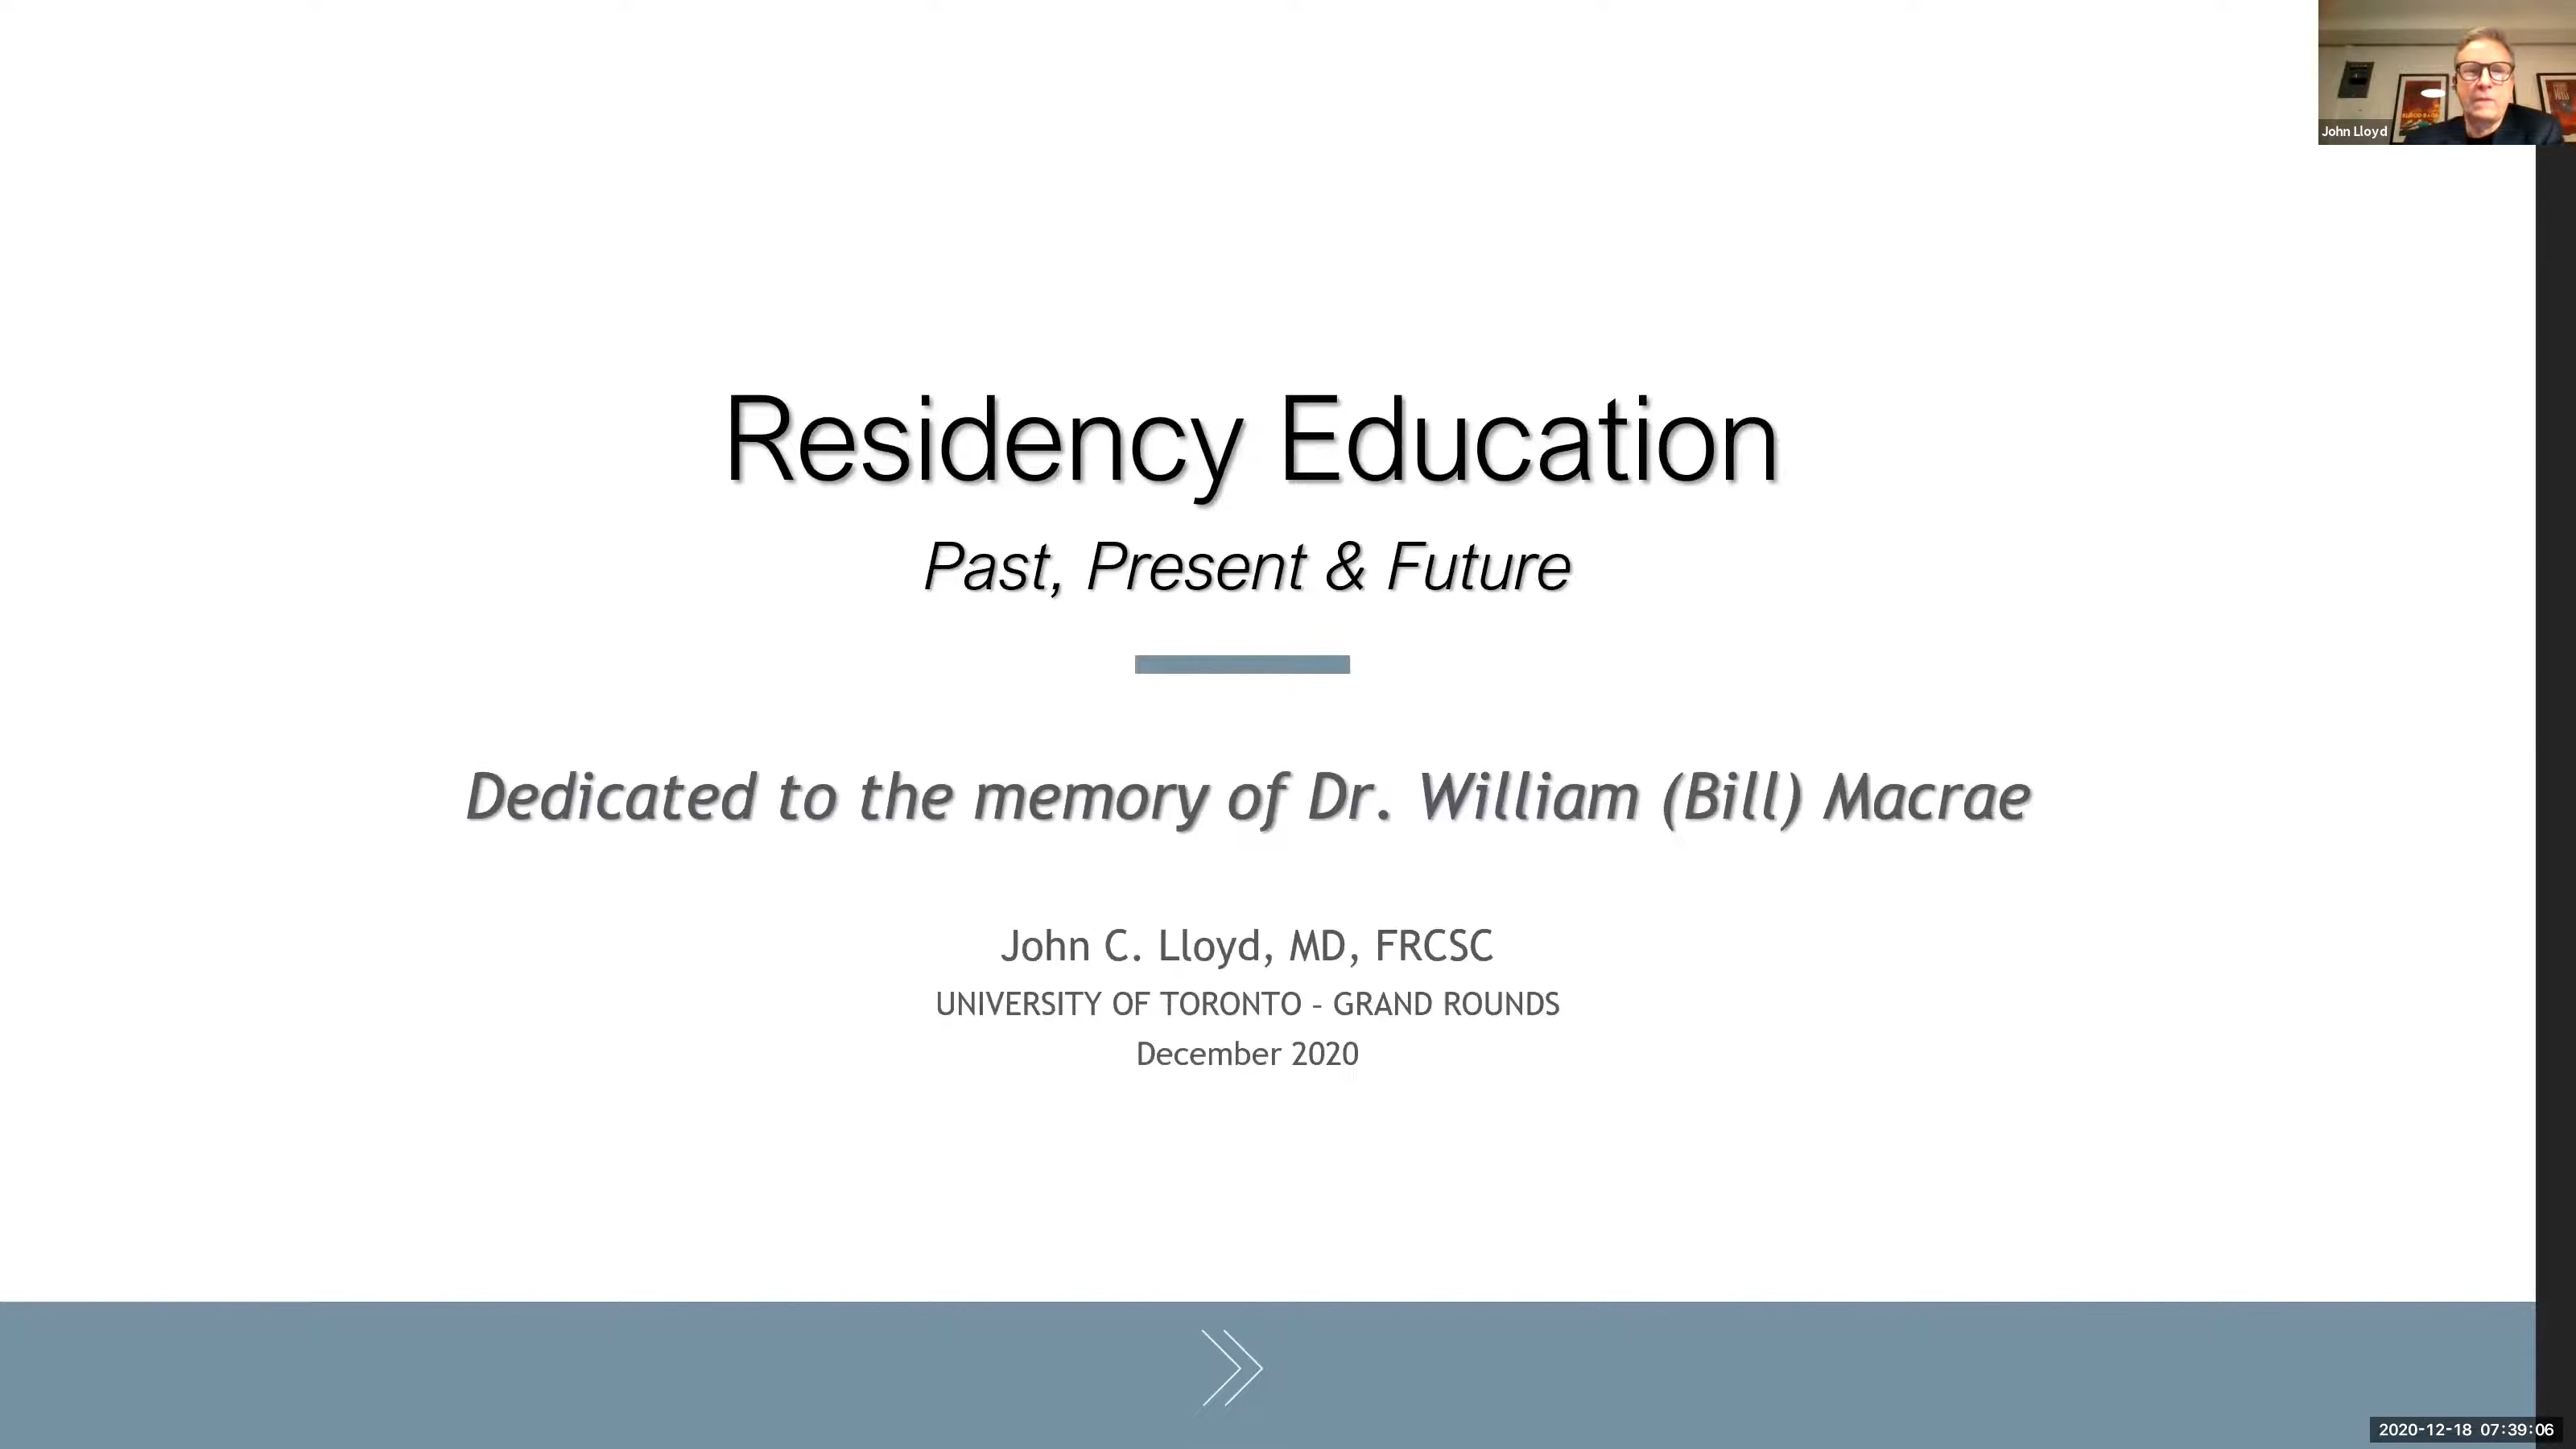 John Lloyd
Residency Education
Past, Present & Future
Dedicated to the memory of Dr. William (Bill) Macrae
John C. Lloyd, MD, FRCSC
UNIVERSITY OF TORONTO – GRAND ROUNDS
December 2020
2020-12-18 07:39:06